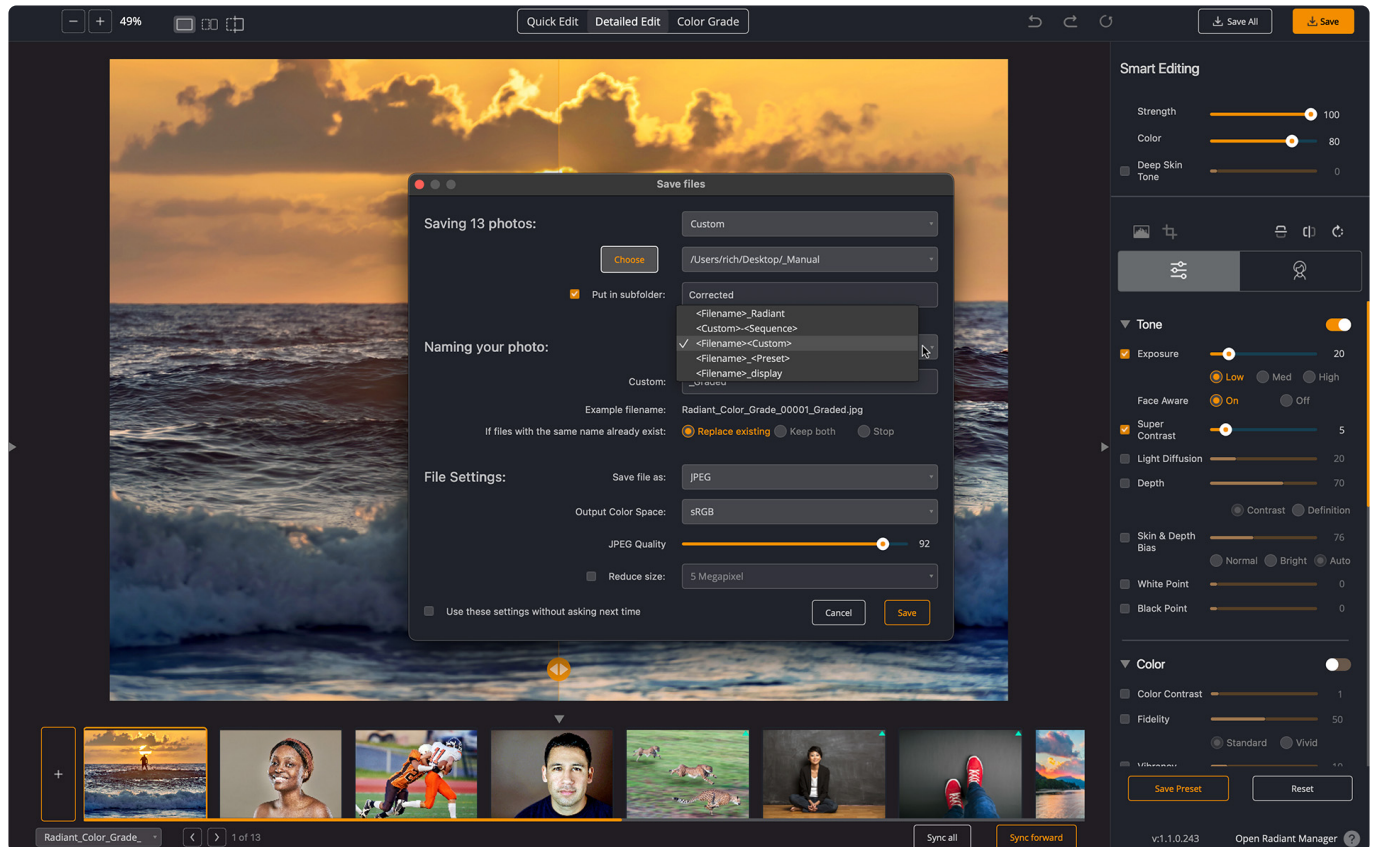 49%
Quick Edit Detailed Edit Color Grade
Save All
Save
Smart Editing
Strength 100
Color 80
Deep Skin
Tone 0
Save files
Saving 13 photos: Custom
Choose /Users/rich/Desktop/_Manual
Put in subfolder: Corrected
<Filename>_Radiant
<Custom>-<Sequence>
Naming your photo: <Filename><Custom>
<Filename>_<Preset>
<Filename>_display
Custom: _Graded
Example filename: Radiant_Color_Grade_00001_Graded.jpg
If files with the same name already exist: Replace existing Keep both Stop
File Settings: Save file as: JPEG
Output Color Space: sRGB
JPEG Quality 92
Reduce size: 5 Megapixel
Use these settings without asking next time Cancel Save
Tone
Exposure 20
Low Med High
Face Aware On Off
Super
Contrast 5
Light Diffusion 20
Depth 70
Contrast Definition
Skin & Depth
Bias 76
Normal Bright Auto
White Point 0
Black Point 0
Color
Color Contrast 1
Fidelity 50
Standard Vivid
Vibrancy 10
Save Preset Reset
Radiant_Color_Grade_ 1 of 13 Sync all Sync forward
v:1.1.0.243 Open Radiant Manager ?